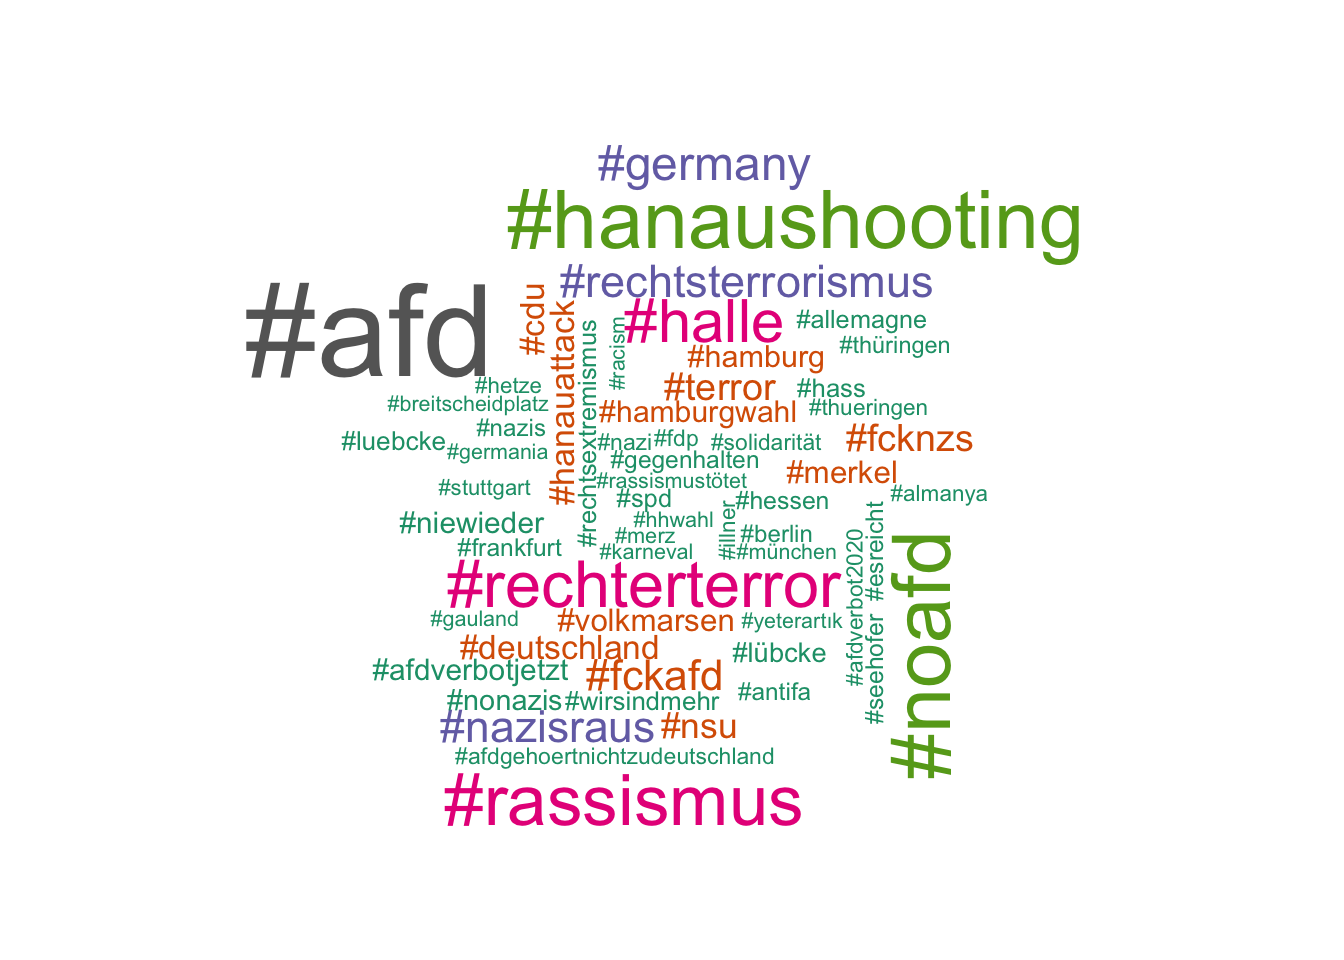 #germany
#hanaushooting
#rechtsterrorismus
#afd
#cdu
#hanauattack
#rechtsextremismus
#racism
#halle
#allemagne
#hamburg
#thüringen
#hetze
#terror
#hass
#breitscheidplatz
#hamburgwahl
#thueringen
#luebcke
#nazis
#nazi
#fdp
#solidarität
#fcknzs
#germania
#gegenhalten
#merkel
#stuttgart
#rassismustötet
#almanya
#spd
#hessen
#niewieder
#hhwahl
#illner
#merz
#berlin
#frankfurt
#karneval
#münchen
#afdverbot2020
#esreicht
#noafd
#rechterterror
#gauland
#volkmarsen
#yeterartık
#seehofer
#deutschland
#lübcke
#afdverbotjetzt
#fckafd
#antifa
#nonazis
#wirsindmehr
#nazisraus
#nsu
#afdgehoertnichtzudeutschland
#rassismus